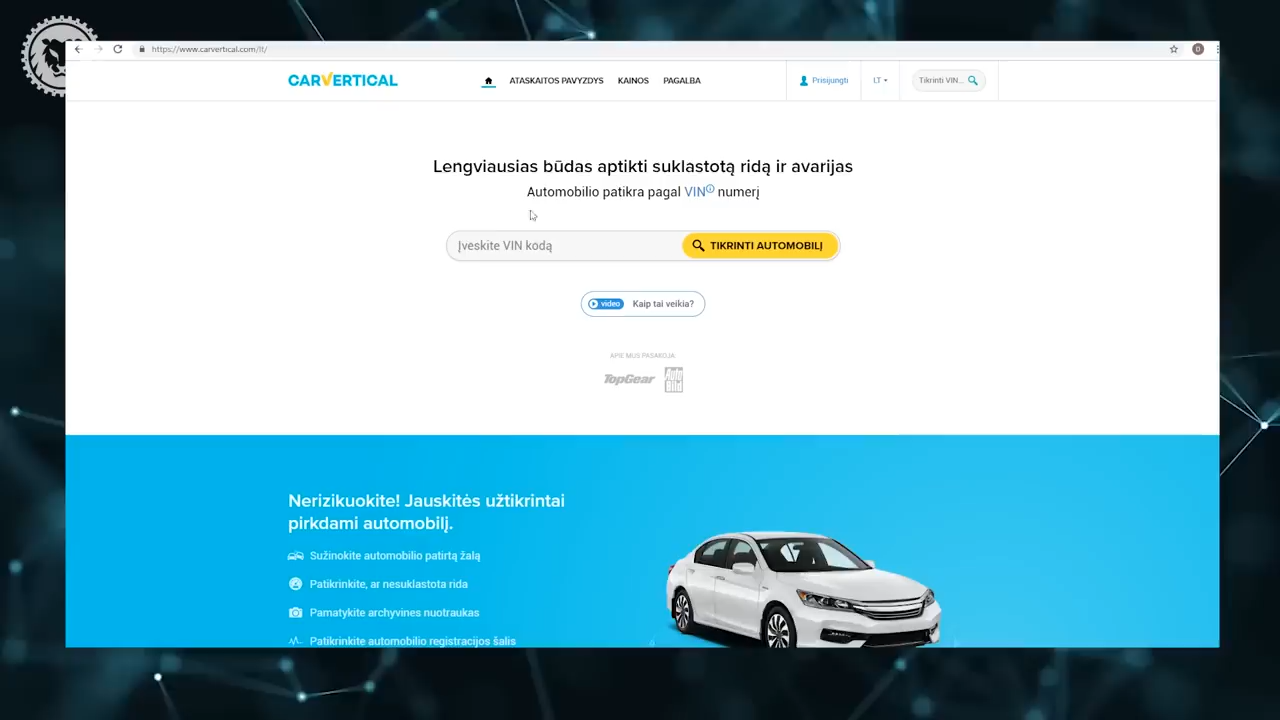 https://www.carvertical.com/lt/
CARVERTICAL
ATASKAITOS PAVYZDYS
KAINOS
PAGALBA
Prisijungti
LT
Tikrinti VIN...
Lengviausias būdas aptikti suklastotą ridą ir avarijas
Automobilio patikra pagal VIN numerį
Įveskite VIN kodą
TIKRINTI AUTOMOBILĮ
video
Kaip tai veikia?
APIE MUS PASAKOJA
TopGear
Auto Bild
Nerizikuokite! Jauskitės užtikrintai
pirkdami automobilį.
Sužinokite automobilio patirtą žalą
Patikrinkite, ar nesuklastota rida
Pamatykite archyvines nuotraukas
Patikrinkite automobilio registracijos šalis